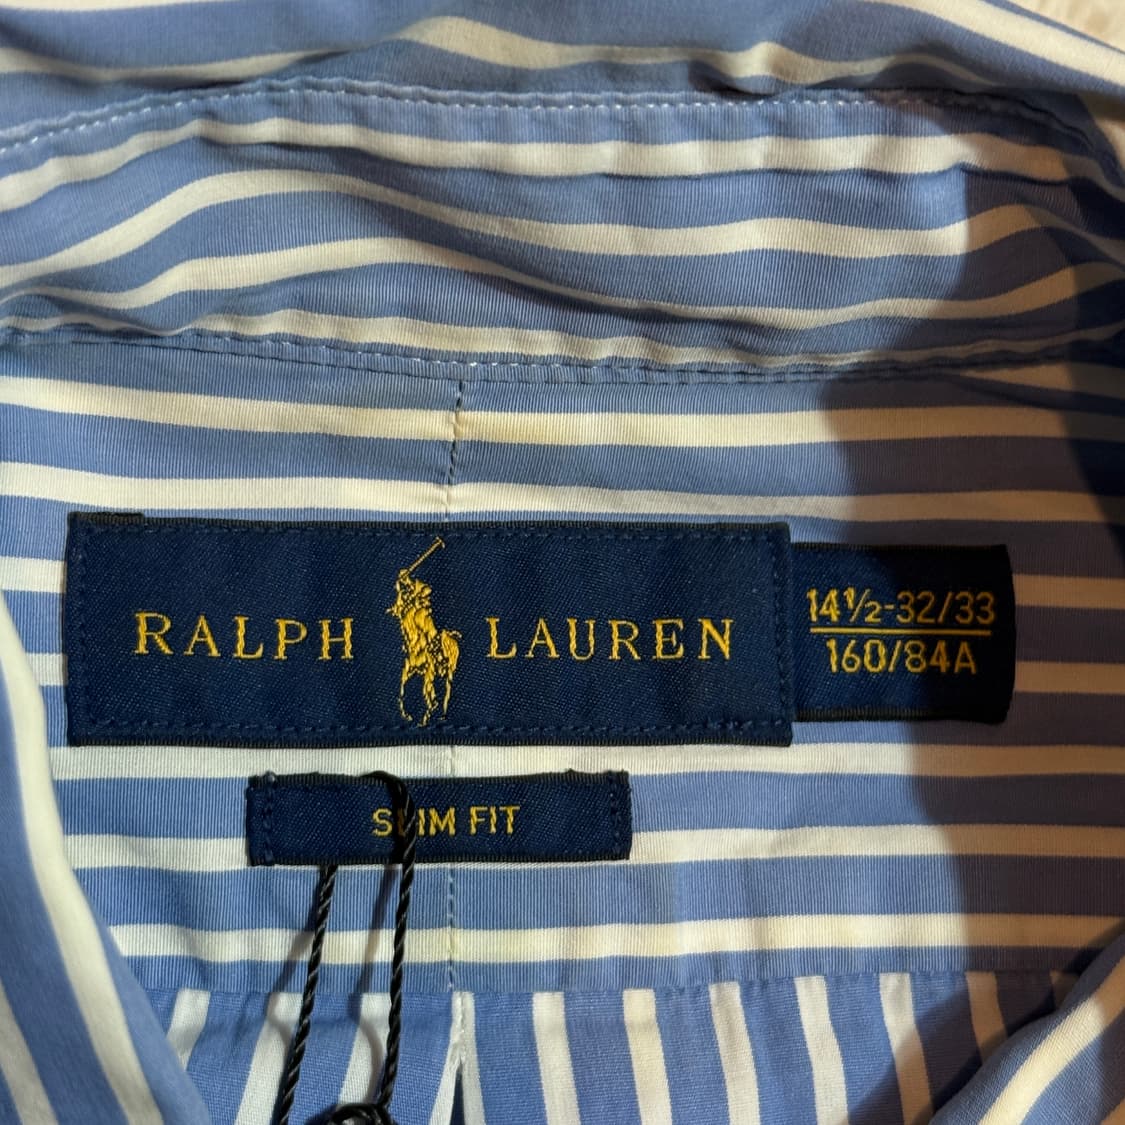 RALPH LAUREN
14½-32/33
160/84A
SLIM FIT